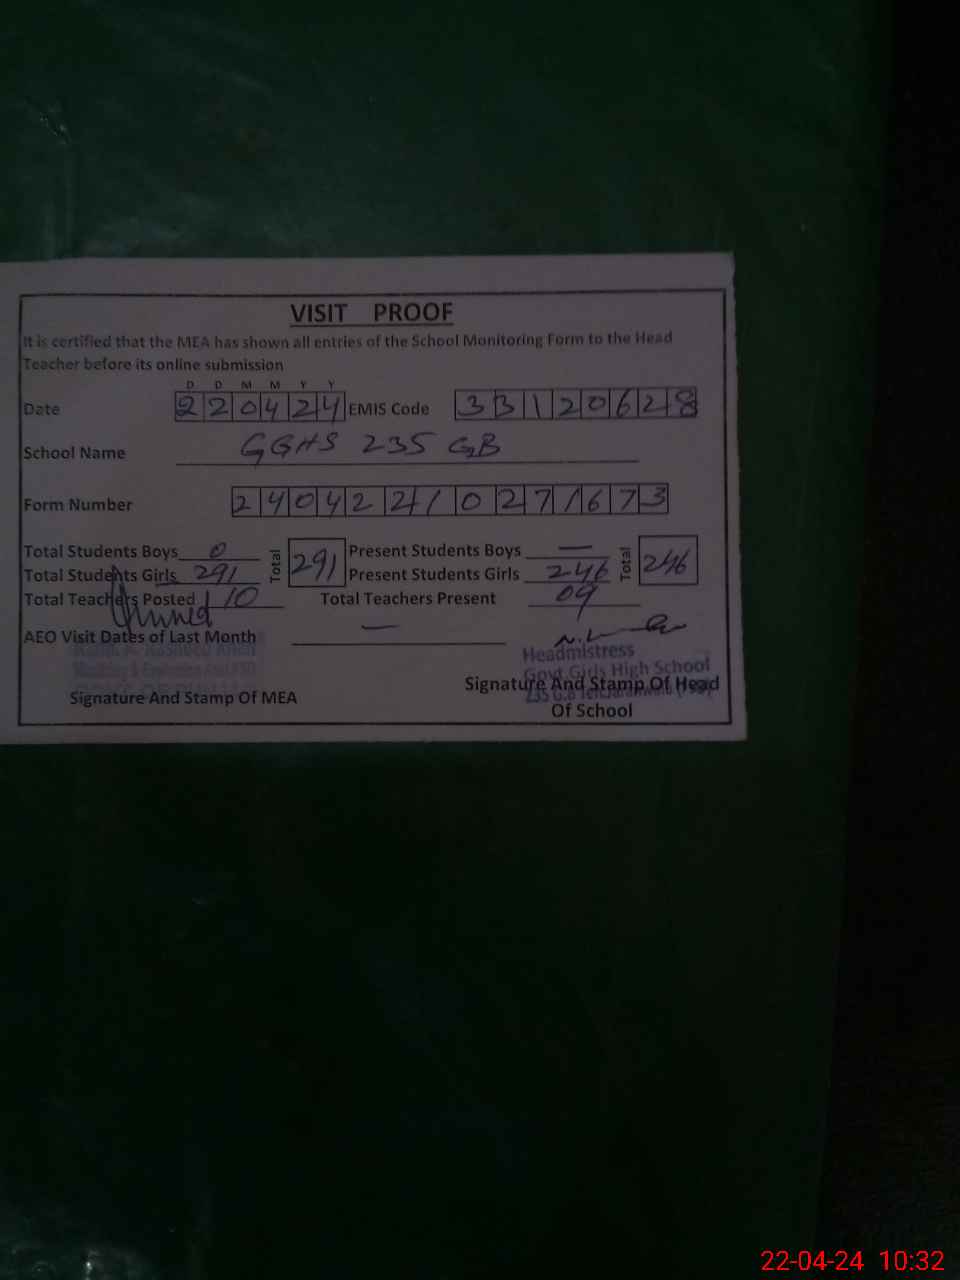 VISIT PROOF
It is certified that the MEA has shown all entries of the School Monitoring Form to the Head
Teacher before its online submission
D D M M Y Y
Date 220424 EMIS Code 33120628
School Name GGHS 235 GB
Form Number 240422/027/673
Total Students Boys 0 Total 291 Present Students Boys — Total 246
Total Students Girls 291 Present Students Girls 246
Total Teachers Posted 10 Total Teachers Present 09
AEO Visit Dates of Last Month —
Headmistress
Govt Girls High School
Signature And Stamp Of MEA Signature And Stamp Of Head
Of School
22-04-24 10:32